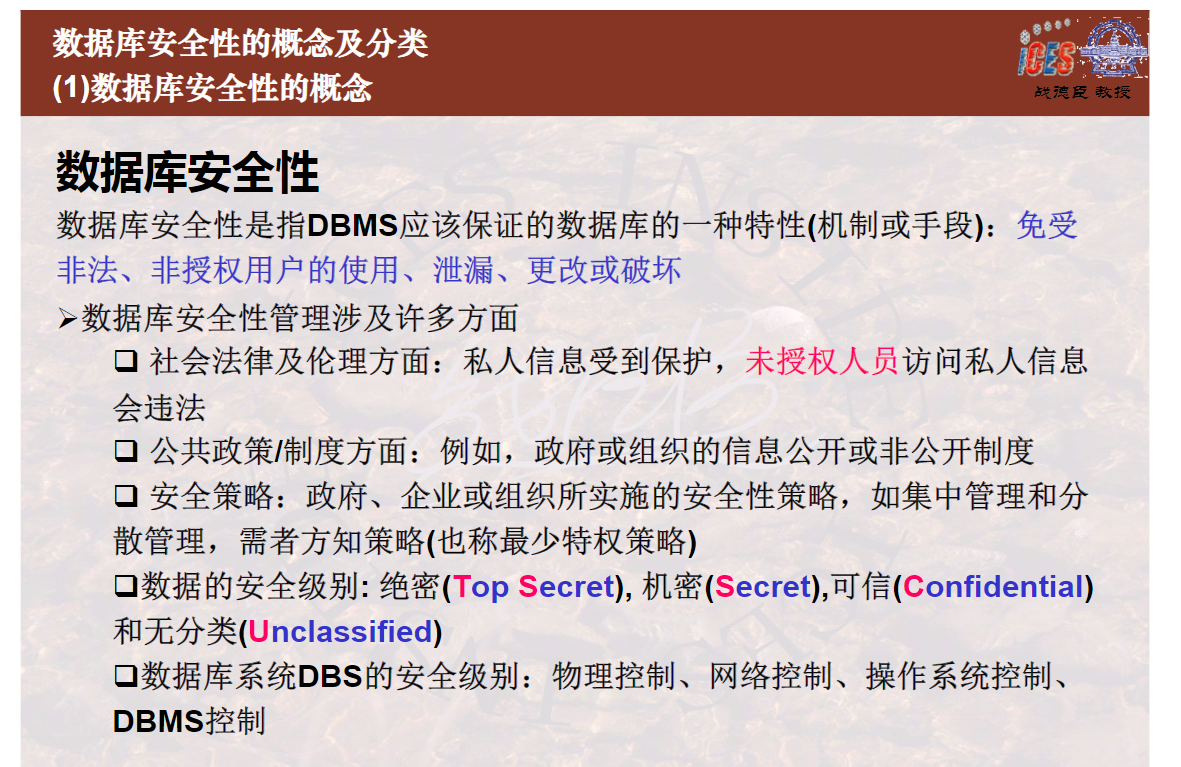 数据库安全性的概念及分类
(1)数据库安全性的概念
iCES
战德臣 教授
数据库安全性
数据库安全性是指DBMS应该保证的数据库的一种特性(机制或手段)：免受
非法、非授权用户的使用、泄漏、更改或破坏
➢数据库安全性管理涉及许多方面
❑ 社会法律及伦理方面：私人信息受到保护，未授权人员访问私人信息
会违法
❑ 公共政策/制度方面：例如，政府或组织的信息公开或非公开制度
❑ 安全策略：政府、企业或组织所实施的安全性策略，如集中管理和分
散管理，需者方知策略(也称最少特权策略)
❑数据的安全级别: 绝密(Top Secret), 机密(Secret),可信(Confidential)
和无分类(Unclassified)
❑数据库系统DBS的安全级别：物理控制、网络控制、操作系统控制、
DBMS控制